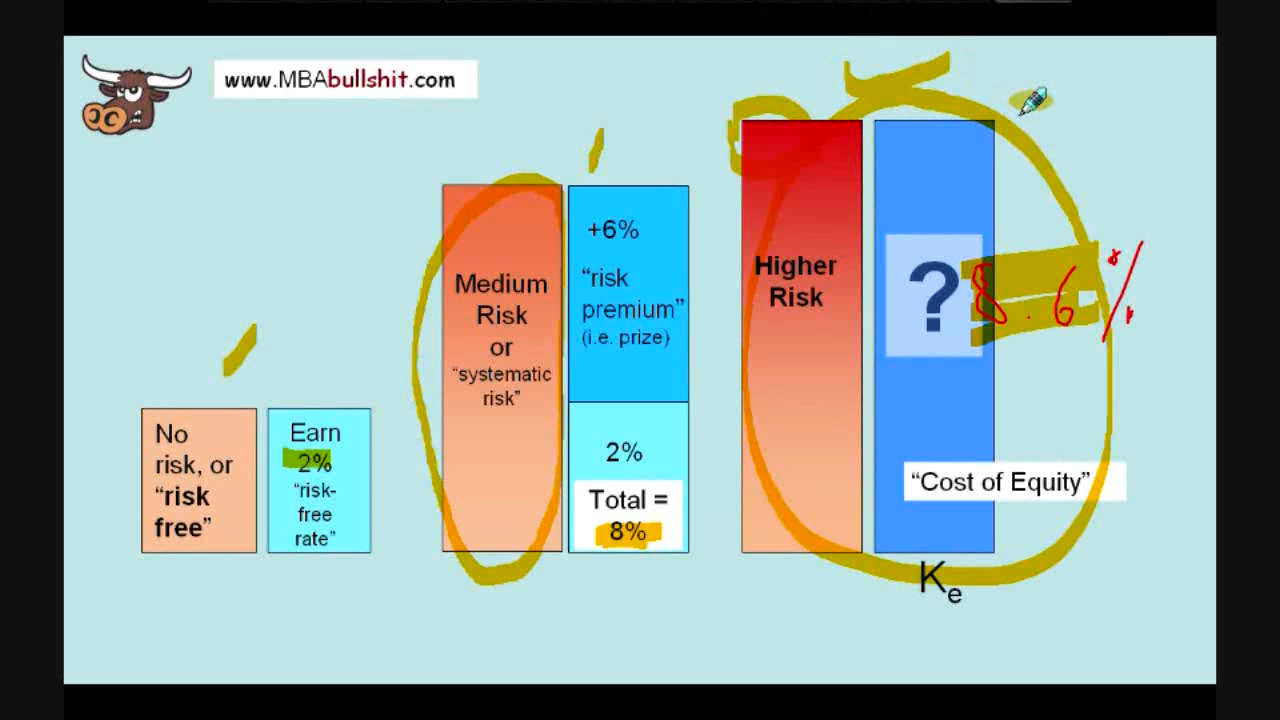 www.MBAbullshit.com
No
risk, or
“risk
free”
Earn
2%
“risk-
free
rate”
Medium
Risk
or
“systematic
risk”
+6%
“risk
premium”
(i.e. prize)
2%
Total =
8%
Higher
Risk
?
8.6%
“Cost of Equity”
Ke